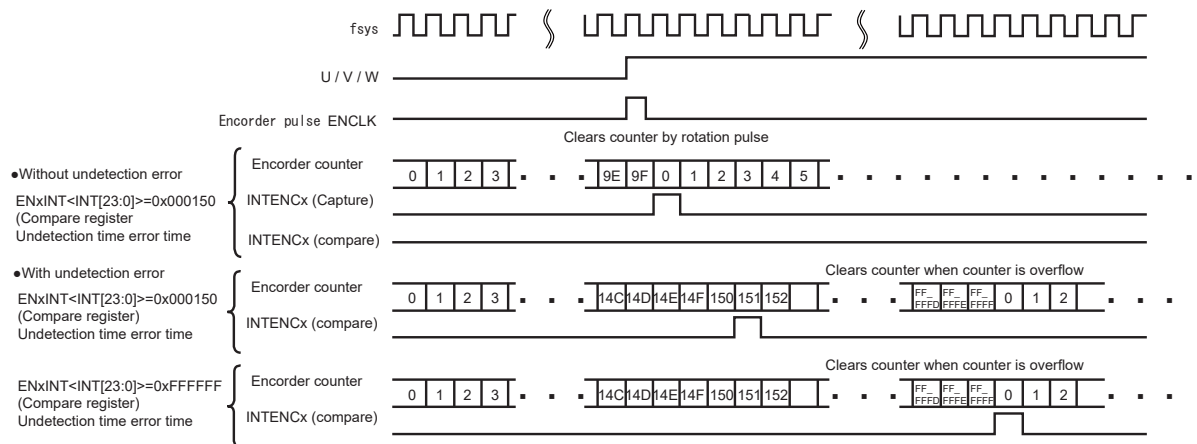 fsys
U / V / W
Encorder pulse ENCLK
Clears counter by rotation pulse
●Without undetection error
ENxINT<INT[23:0]>=0x000150
(Compare register
Undetection time error time
Encorder counter
0 1 2 3 9E 9F 0 1 2 3 4 5
INTENCx (Capture)
INTENCx (compare)
●With undetection error
Clears counter when counter is overflow
ENxINT<INT[23:0]>=0x000150
(Compare register)
Undetection time error time
Encorder counter
0 1 2 3 14C 14D 14E 14F 150 151 152 FF_FFFD FF_FFFE FF_FFFF 0 1 2
INTENCx (compare)
Clears counter when counter is overflow
ENxINT<INT[23:0]>=0xFFFFFF
(Compare register)
Undetection time error time
Encorder counter
0 1 2 3 14C 14D 14E 14F 150 151 152 FF_FFFD FF_FFFE FF_FFFF 0 1 2
INTENCx (compare)